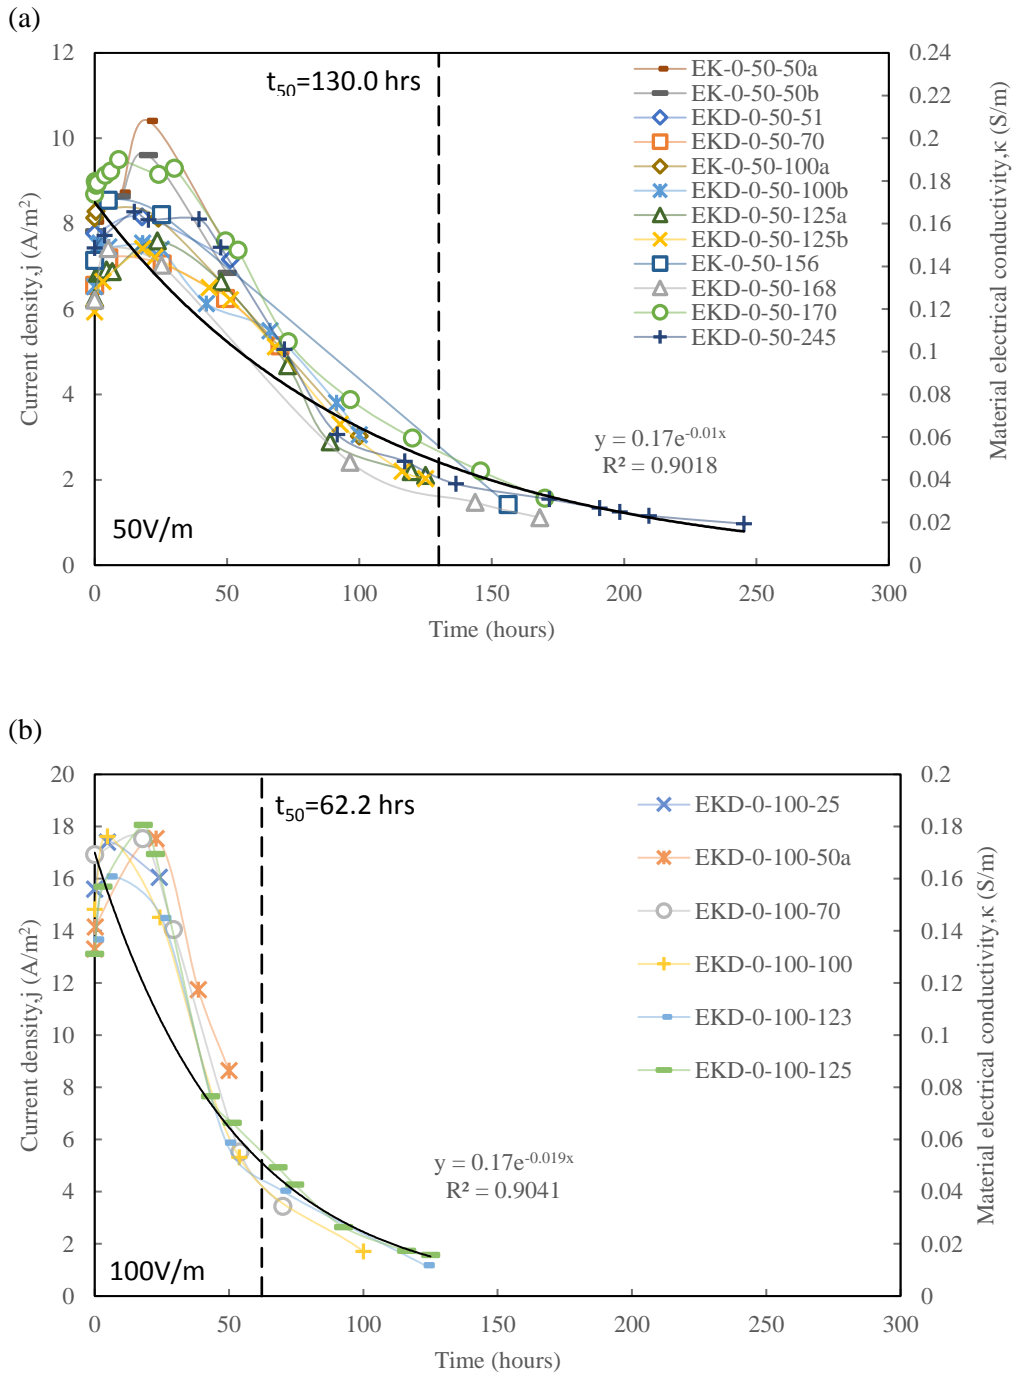 (a)
12
10
8
6
4
2
0
Current density,j (A/m²)
0.24
0.22
0.2
0.18
0.16
0.14
0.12
0.1
0.08
0.06
0.04
0.02
0
Material electrical conductivity,κ (S/m)
t₅₀=130.0 hrs
EK-0-50-50a
EK-0-50-50b
EKD-0-50-51
EKD-0-50-70
EK-0-50-100a
EKD-0-50-100b
EKD-0-50-125a
EKD-0-50-125b
EK-0-50-156
EKD-0-50-168
EKD-0-50-170
EKD-0-50-245
y = 0.17e^-0.01x
R² = 0.9018
50V/m
0 50 100 150 200 250 300
Time (hours)
(b)
20
18
16
14
12
10
8
6
4
2
0
Current density,j (A/m²)
0.2
0.18
0.16
0.14
0.12
0.1
0.08
0.06
0.04
0.02
0
Material electrical conductivity,κ (S/m)
t₅₀=62.2 hrs
EKD-0-100-25
EKD-0-100-50a
EKD-0-100-70
EKD-0-100-100
EKD-0-100-123
EKD-0-100-125
y = 0.17e^-0.019x
R² = 0.9041
100V/m
0 50 100 150 200 250 300
Time (hours)